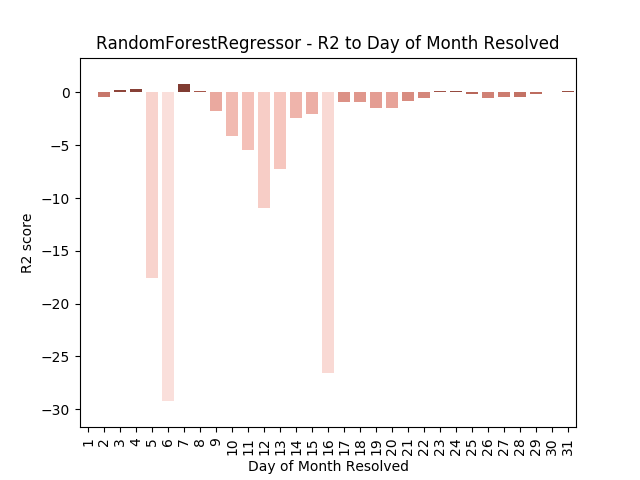 RandomForestRegressor - R2 to Day of Month Resolved
0
−5
−10
−15
−20
−25
−30
R2 score
1 2 3 4 5 6 7 8 9 10 11 12 13 14 15 16 17 18 19 20 21 22 23 24 25 26 27 28 29 30 31
Day of Month Resolved